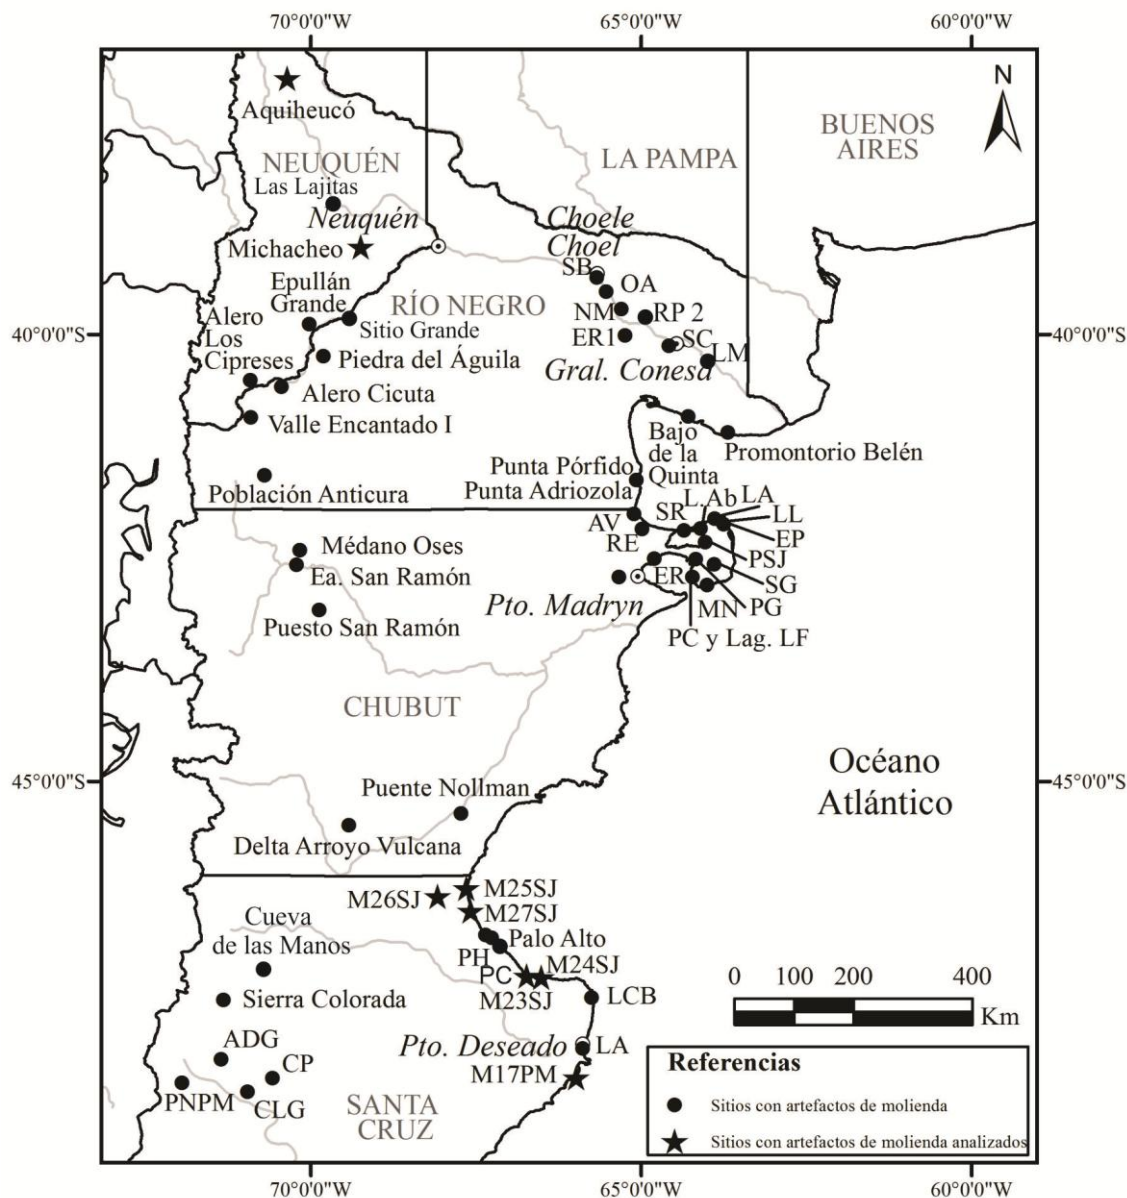 70°0'0"W
65°0'0"W
60°0'0"W
N
Aquiheucó
BUENOS
AIRES
NEUQUÉN
LA PAMPA
Las Lajitas
Neuquén
Choele
Choel
Michacheo
SB
Epullán
Grande
OA
RÍO NEGRO
Alero
Los
Cipreses
NM
RP 2
40°0'0"S
Sitio Grande
ER1
SC
40°0'0"S
LM
Piedra del Águila
Gral. Conesa
Alero Cicuta
Valle Encantado I
Bajo
de la
Quinta
Promontorio Belén
Punta Pórfido
Población Anticura
Punta Adriozola
L.Ab
LA
SR
LL
AV
EP
RE
PSJ
Médano Oses
Ea. San Ramón
ER
SG
Pto. Madryn
MN
PG
Puesto San Ramón
PC y Lag. LF
CHUBUT
Océano
Atlántico
45°0'0"S
45°0'0"S
Puente Nollman
Delta Arroyo Vulcana
M26SJ
M25SJ
M27SJ
Cueva
de las Manos
Palo Alto
PH
PC
M24SJ
M23SJ
Sierra Colorada
LCB
0 100 200 400
Km
ADG
Pto. Deseado
LA
CP
M17PM
PNPM
CLG
SANTA
CRUZ
Referencias
Sitios con artefactos de molienda
Sitios con artefactos de molienda analizados
70°0'0"W
65°0'0"W
60°0'0"W